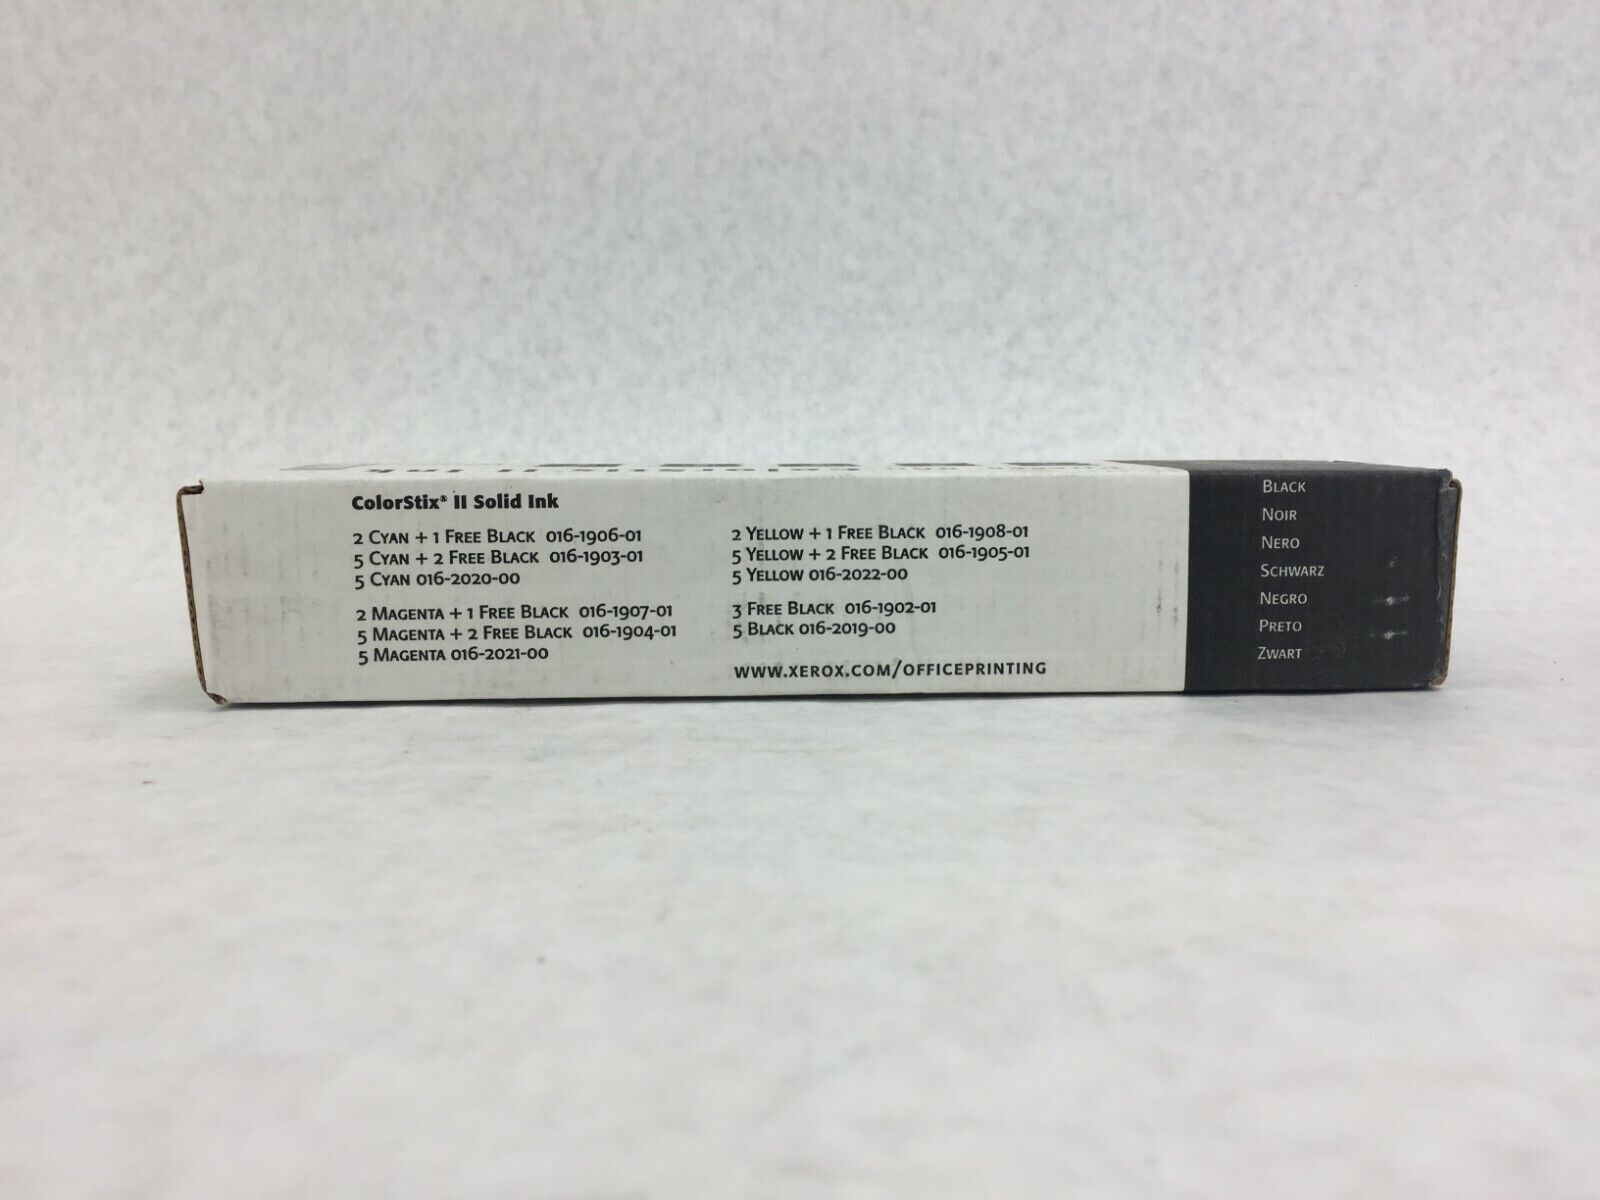 ColorStix® II Solid Ink
2 Cyan + 1 Free Black 016-1906-01
5 Cyan + 2 Free Black 016-1903-01
5 Cyan 016-2020-00
2 Magenta + 1 Free Black 016-1907-01
5 Magenta + 2 Free Black 016-1904-01
5 Magenta 016-2021-00
2 Yellow + 1 Free Black 016-1908-01
5 Yellow + 2 Free Black 016-1905-01
5 Yellow 016-2022-00
3 Free Black 016-1902-01
5 Black 016-2019-00
www.xerox.com/officeprinting
Black
Noir
Nero
Schwarz
Negro
Preto
Zwart